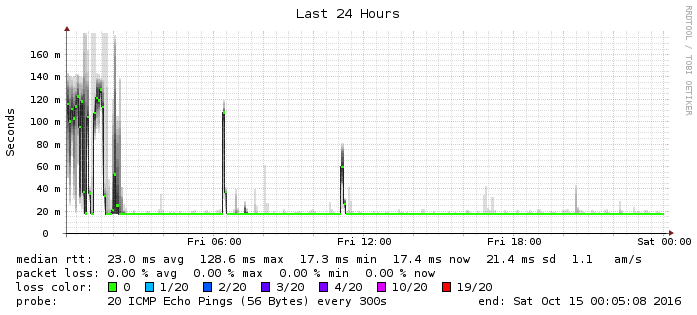 Last 24 Hours
RRDTOOL / TOBI OETIKER
Seconds
160 m
140 m
120 m
100 m
80 m
60 m
40 m
20 m
0
Fri 06:00 Fri 12:00 Fri 18:00 Sat 00:00
median rtt: 23.0 ms avg 128.6 ms max 17.3 ms min 17.4 ms now 21.4 ms sd 1.1 am/s
packet loss: 0.00 % avg 0.00 % max 0.00 % min 0.00 % now
loss color: 0 1/20 2/20 3/20 4/20 10/20 19/20
probe: 20 ICMP Echo Pings (56 Bytes) every 300s end: Sat Oct 15 00:05:08 2016